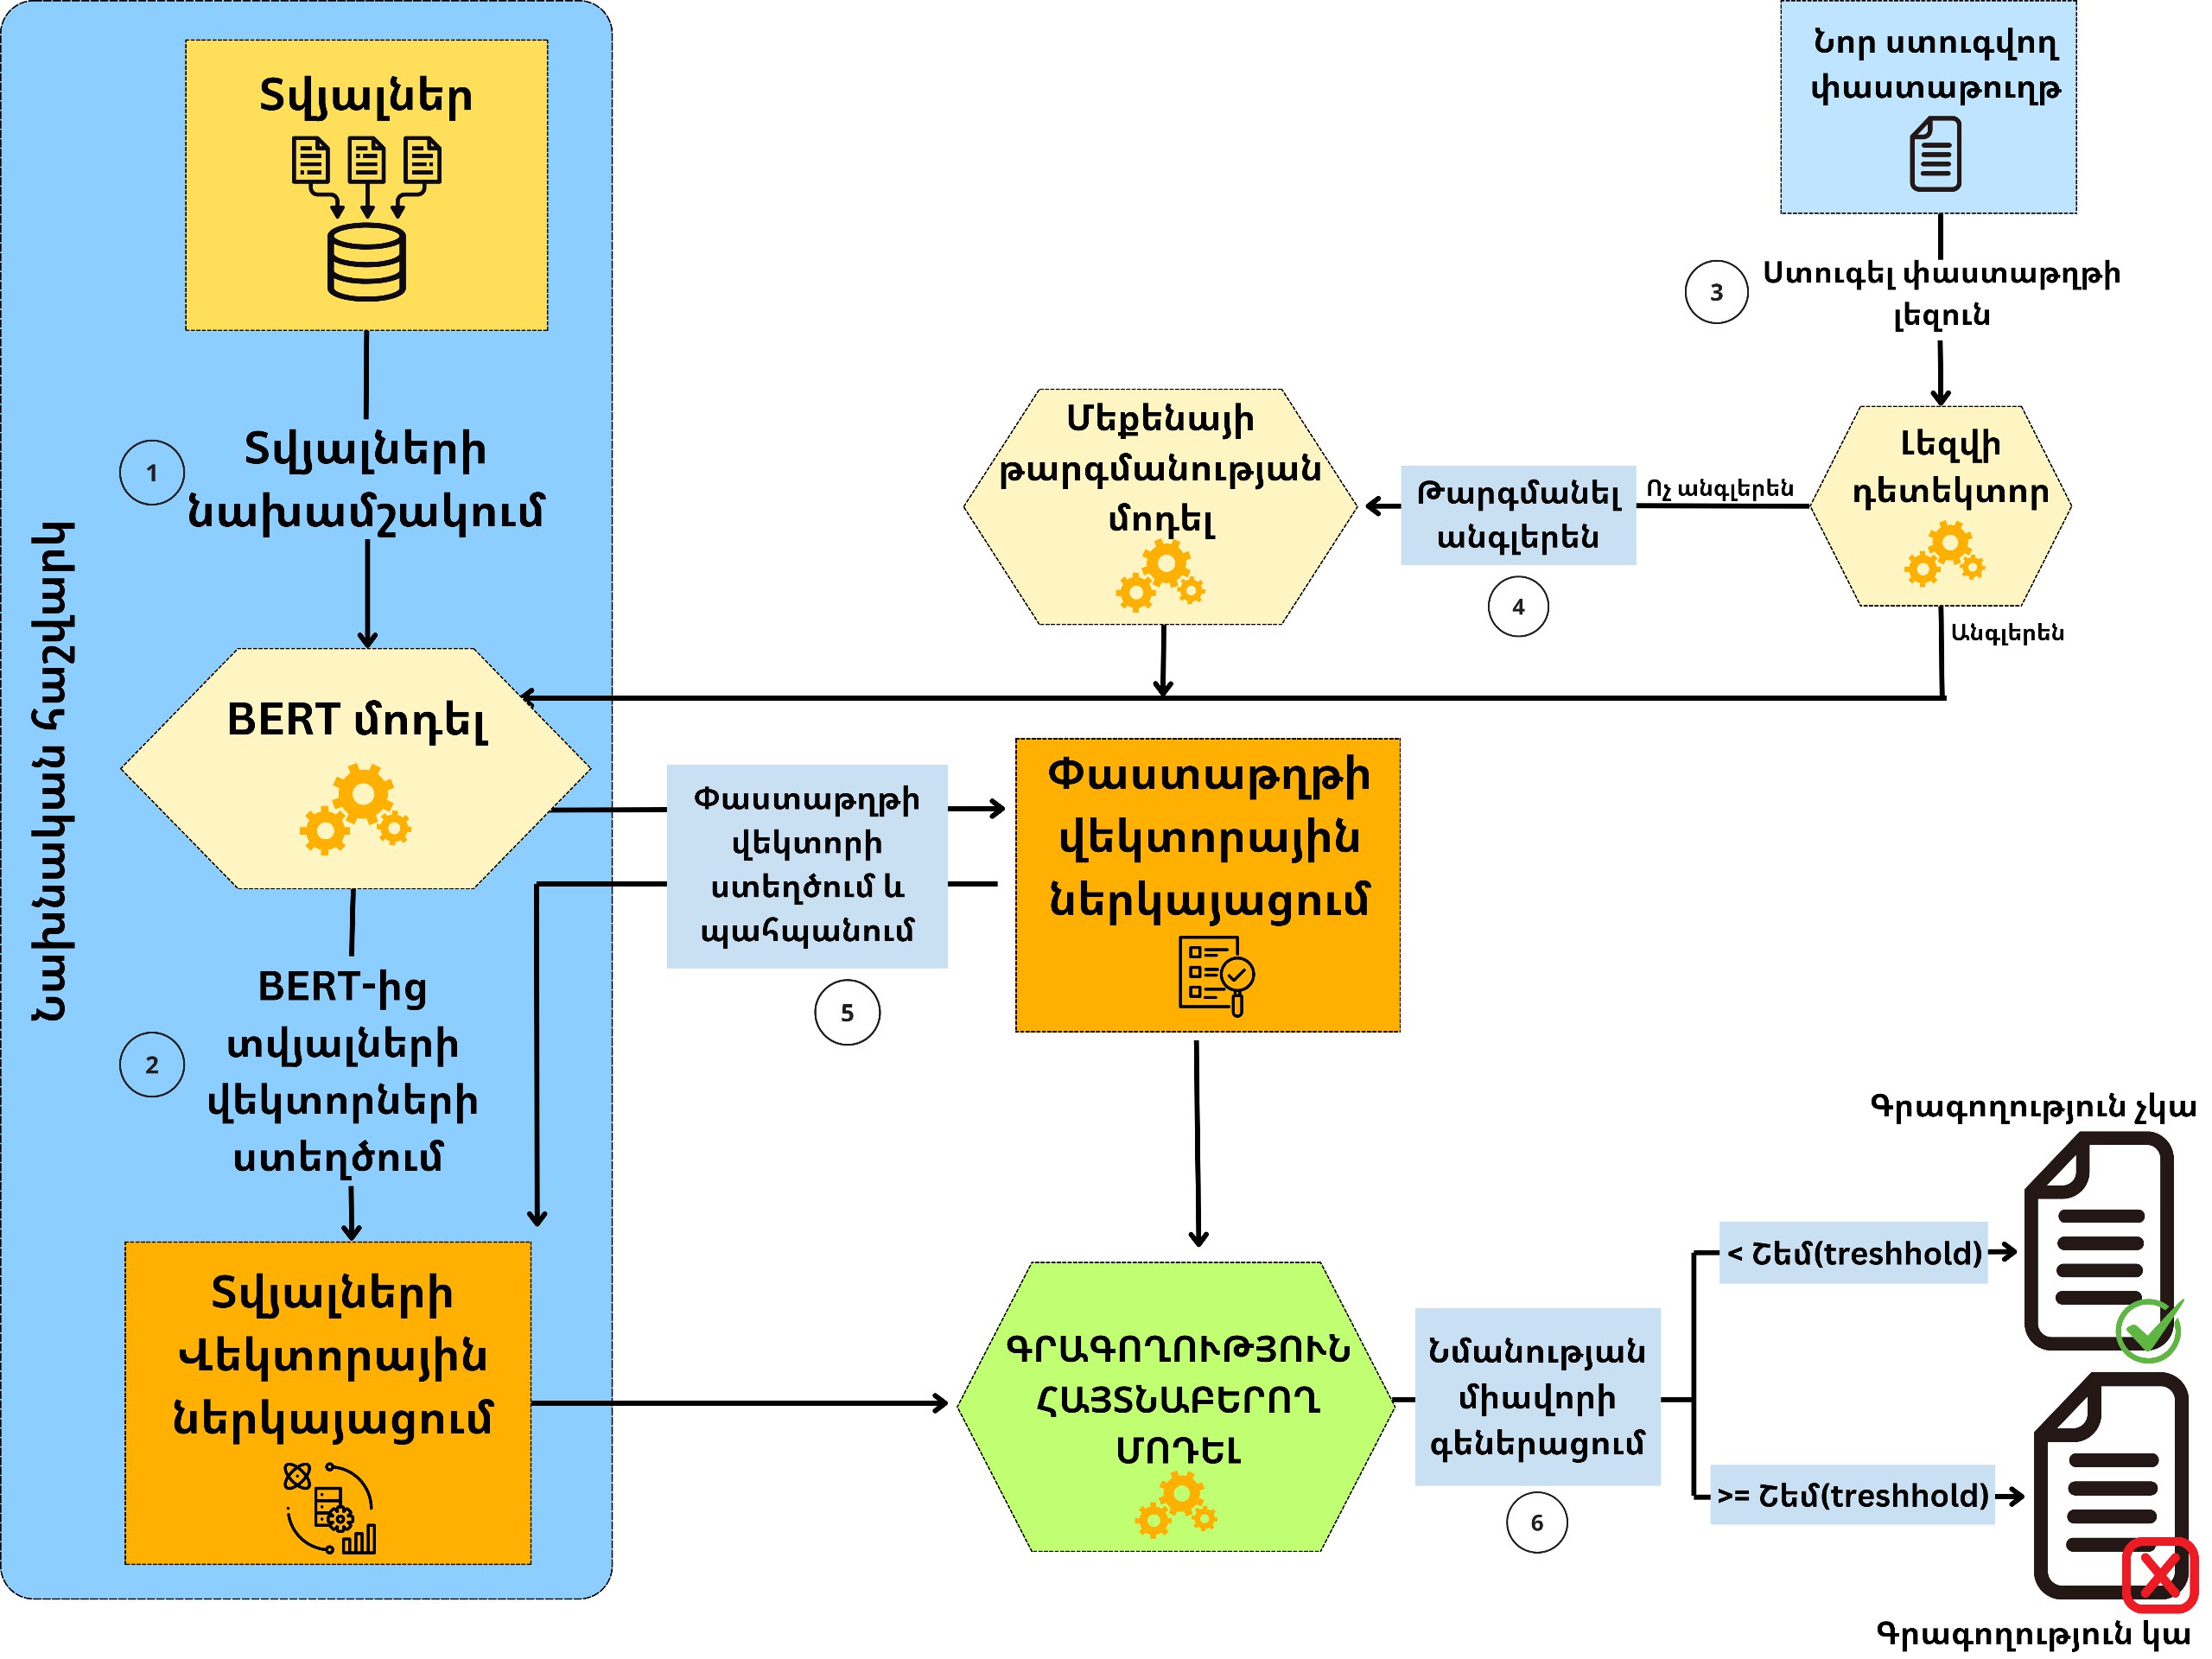 Տվյալներ
1
Տվյալների
նախամշակում
BERT մոդել
2
BERT-ից
տվյալների
վեկտորների
ստեղծում
Տվյալների
Վեկտորային
ներկայացում
Նոր ստուգվող
փաստաթուղթ
3
Ստուգել փաստաթղթի
լեզուն
Լեզվի
դետեկտոր
Ոչ անգլերեն
Անգլերեն
Թարգմանել
անգլերեն
4
Մեքենայի
թարգմանության
մոդել
Փաստաթղթի
վեկտորի
ստեղծում և
պահպանում
5
Փաստաթղթի
վեկտորային
ներկայացում
ԳՐԱԳՈՂՈՒԹՅՈՒՆ
ՀԱՅՏՆԱԲԵՐՈՂ
ՄՈԴԵԼ
Նմանության
միավորի
գեներացում
6
< Շեմ(treshhold)
Գրագողություն չկա
>= Շեմ(treshhold)
Գրագողություն կա